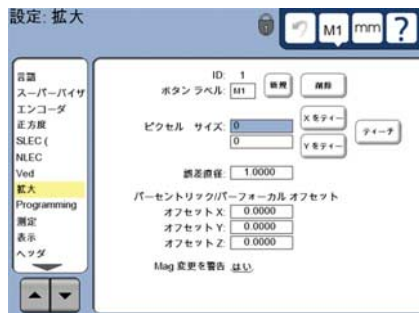 設定: 拡大
M1 mm ?
言語
スーパーバイザ
エンコーダ
正方度
SLEC (
NLEC
Ved
拡大
Programming
測定
表示
ヘッダ
ID: 1
ボタン ラベル: M1 新規 削除
ピクセル サイズ: 0 X をティー
0 Y をティー
ティーチ
誤差直径: 1.0000
パーセントリック/パーフォーカル オフセット
オフセット X: 0.0000
オフセット Y: 0.0000
オフセット Z: 0.0000
Mag 変更を警告 はい